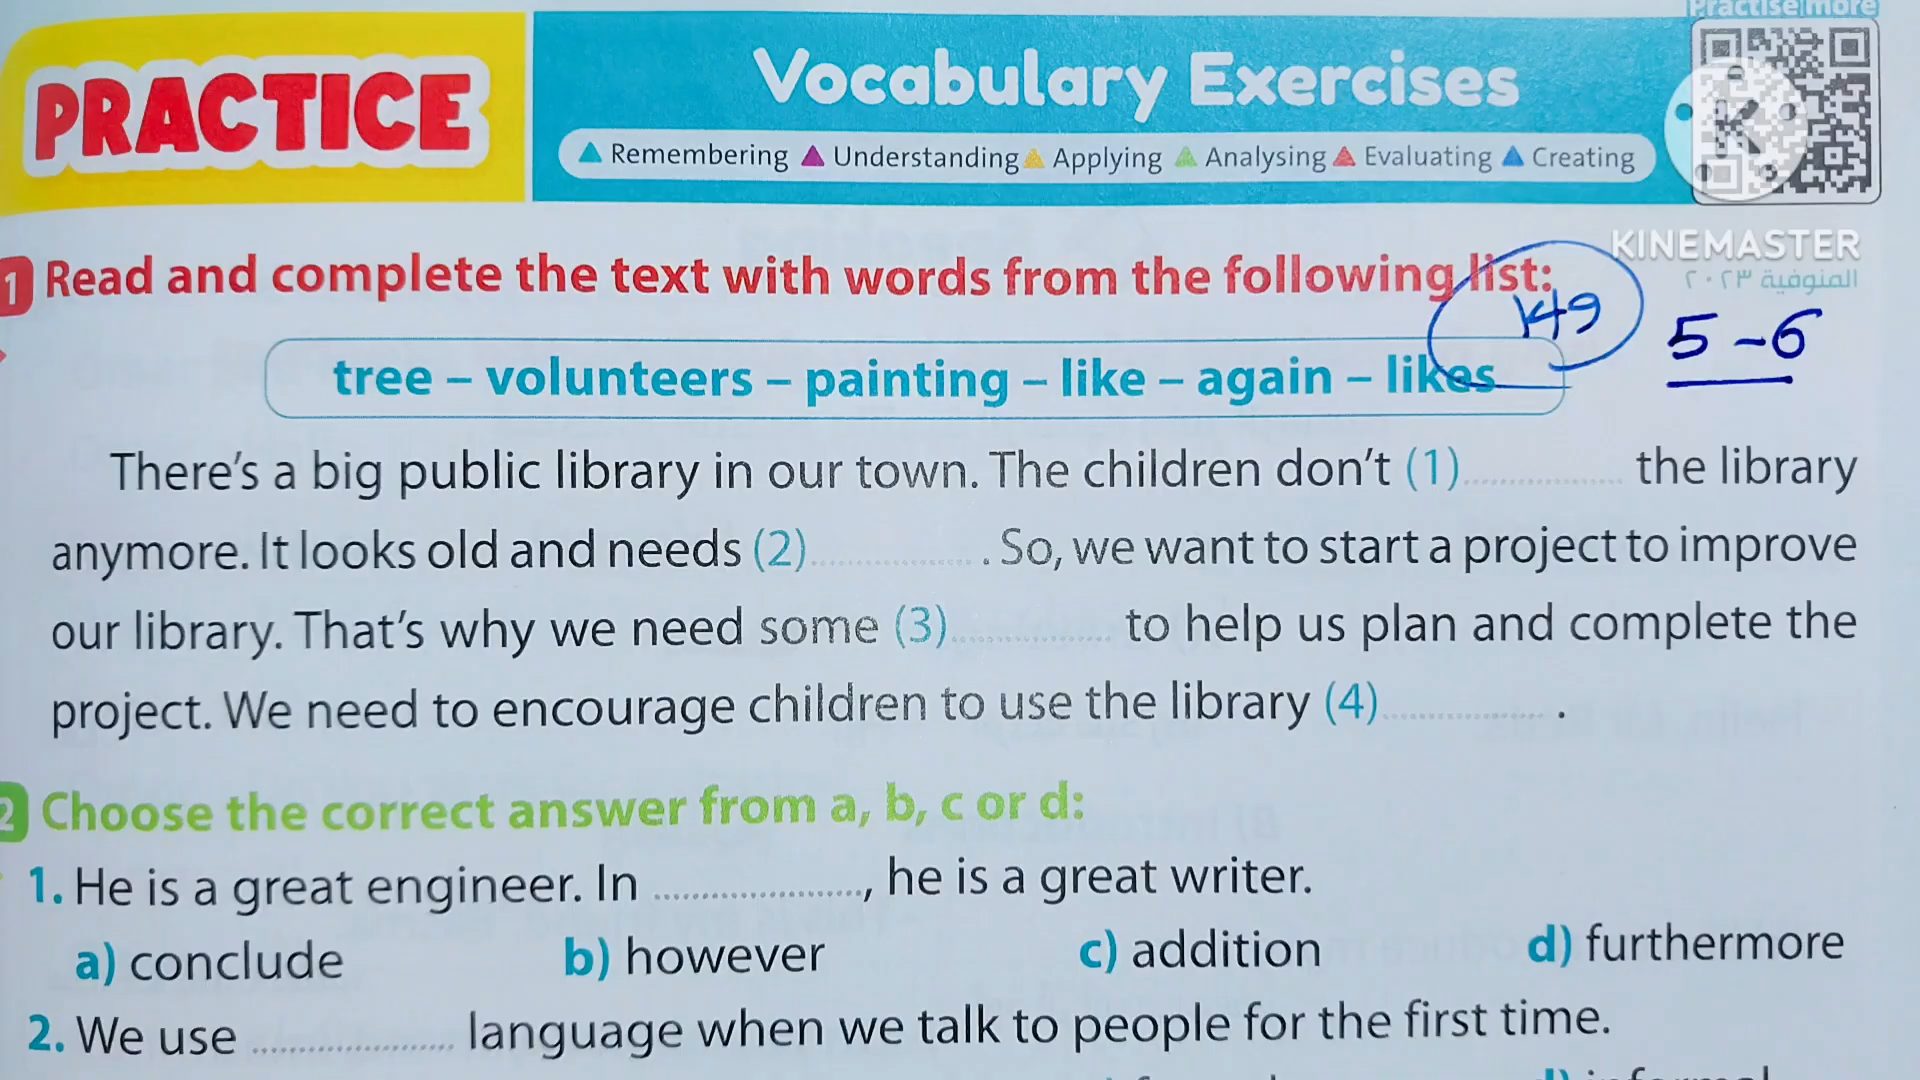 Practise more
PRACTICE
Vocabulary Exercises
Remembering Understanding Applying Analysing Evaluating Creating
K
KINEMASTER
المنوفية ٢٠٢٣
1 Read and complete the text with words from the following list:
149
5-6
tree – volunteers – painting – like – again – likes
There's a big public library in our town. The children don't (1) .................. the library
anymore. It looks old and needs (2) .................. . So, we want to start a project to improve
our library. That's why we need some (3) .................. to help us plan and complete the
project. We need to encourage children to use the library (4) .................. .
2 Choose the correct answer from a, b, c or d:
1. He is a great engineer. In ...................., he is a great writer.
a) conclude b) however c) addition d) furthermore
2. We use .................... language when we talk to people for the first time.
d) informal